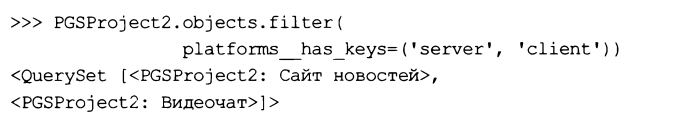 >>> PGSProject2.objects.filter(
platforms__has_keys=('server', 'client'))
<QuerySet [<PGSProject2: Сайт новостей>,
<PGSProject2: Видеочат>]>